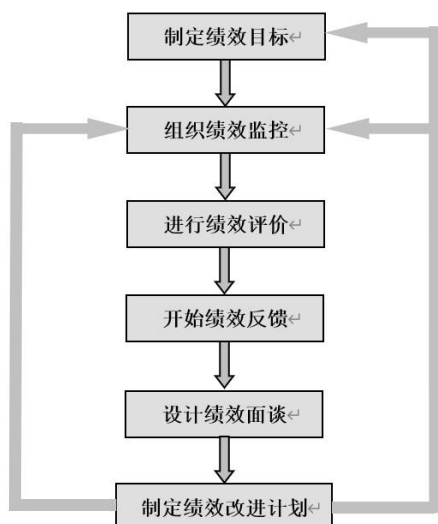 制定绩效目标
组织绩效监控
进行绩效评价
开始绩效反馈
设计绩效面谈
制定绩效改进计划